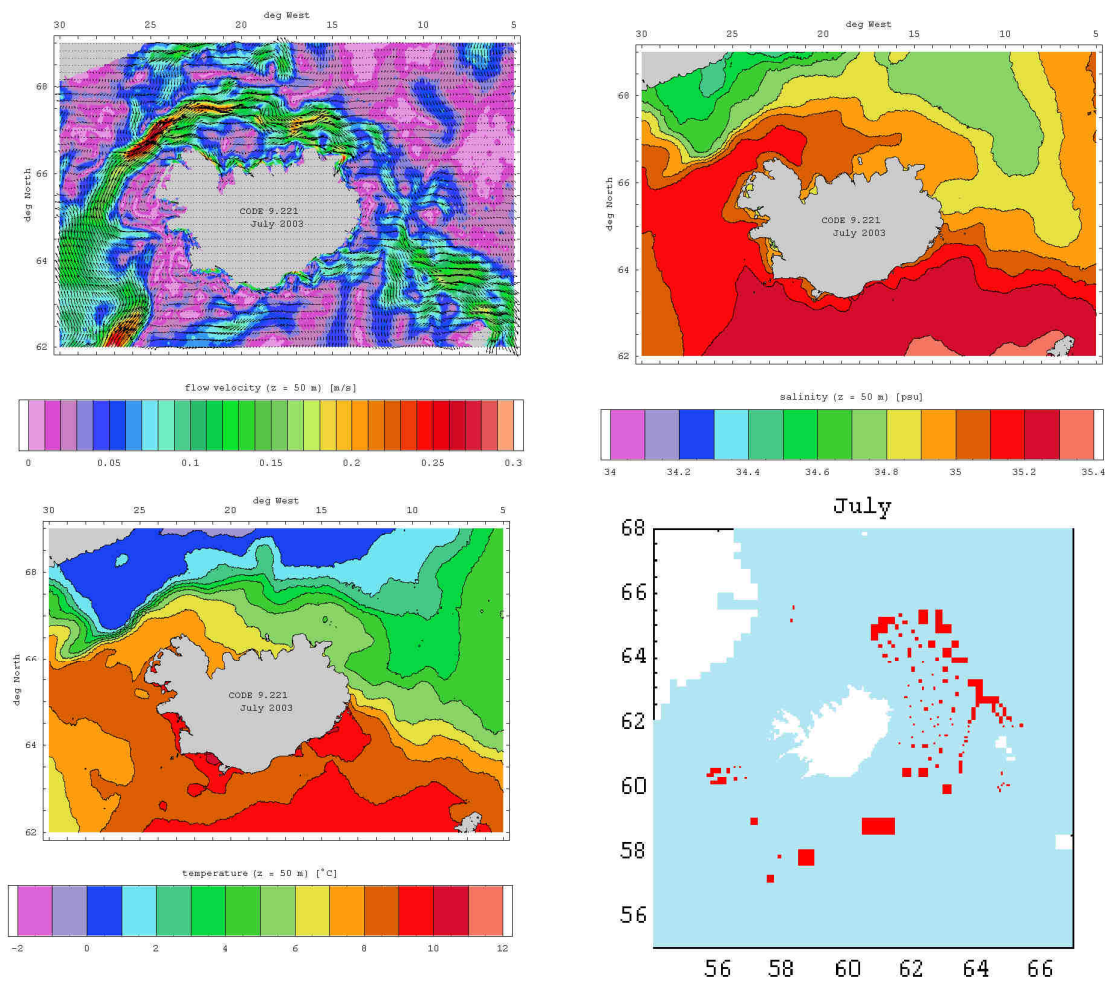 deg West
30 25 20 15 10 5
68
66
64
62
deg North
CODE 9.221
July 2003
flow velocity (z = 50 m) [m/s]
0 0.05 0.1 0.15 0.2 0.25 0.3
deg West
30 25 20 15 10 5
68
66
64
62
deg North
CODE 9.221
July 2003
salinity (z = 50 m) [psu]
34 34.2 34.4 34.6 34.8 35 35.2 35.4
deg West
30 25 20 15 10 5
68
66
64
62
deg North
CODE 9.221
July 2003
temperature (z = 50 m) [°C]
-2 0 2 4 6 8 10 12
July
68
66
64
62
60
58
56
56 58 60 62 64 66